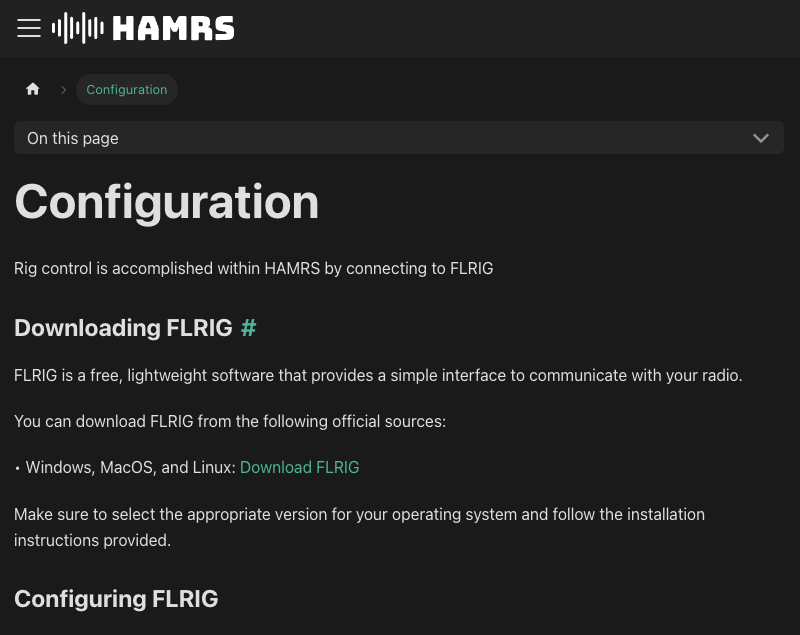 HAMRS
Configuration
On this page
Configuration
Rig control is accomplished within HAMRS by connecting to FLRIG
Downloading FLRIG #
FLRIG is a free, lightweight software that provides a simple interface to communicate with your radio.
You can download FLRIG from the following official sources:
• Windows, MacOS, and Linux: Download FLRIG
Make sure to select the appropriate version for your operating system and follow the installation
instructions provided.
Configuring FLRIG